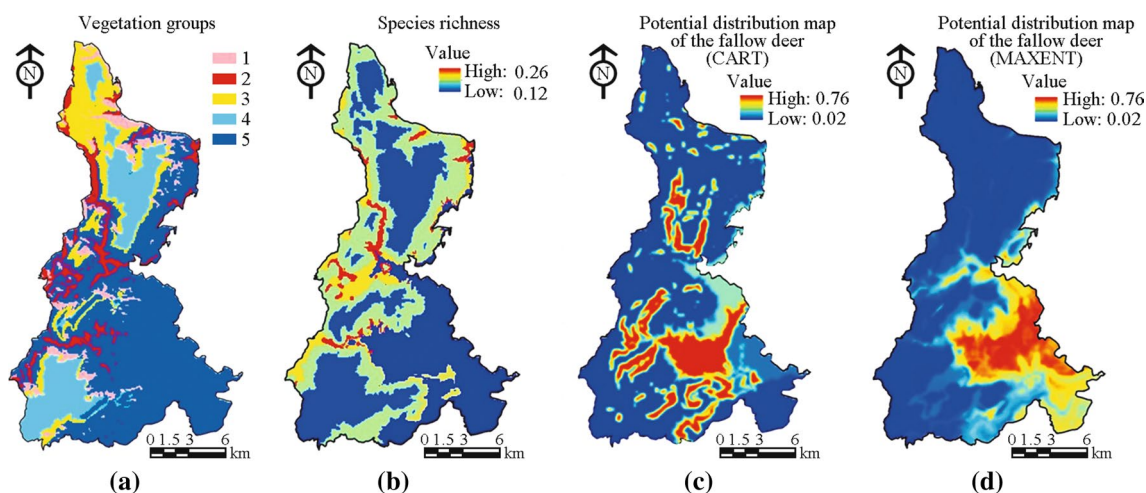 Vegetation groups
N
1
2
3
4
5
0 1.5 3 6
km
(a)
Species richness
Value
High: 0.26
Low: 0.12
N
0 1.5 3 6
km
(b)
Potential distribution map
of the fallow deer
(CART)
Value
High: 0.76
Low: 0.02
N
0 1.5 3 6
km
(c)
Potential distribution map
of the fallow deer
(MAXENT)
Value
High: 0.76
Low: 0.02
N
0 1.5 3 6
km
(d)